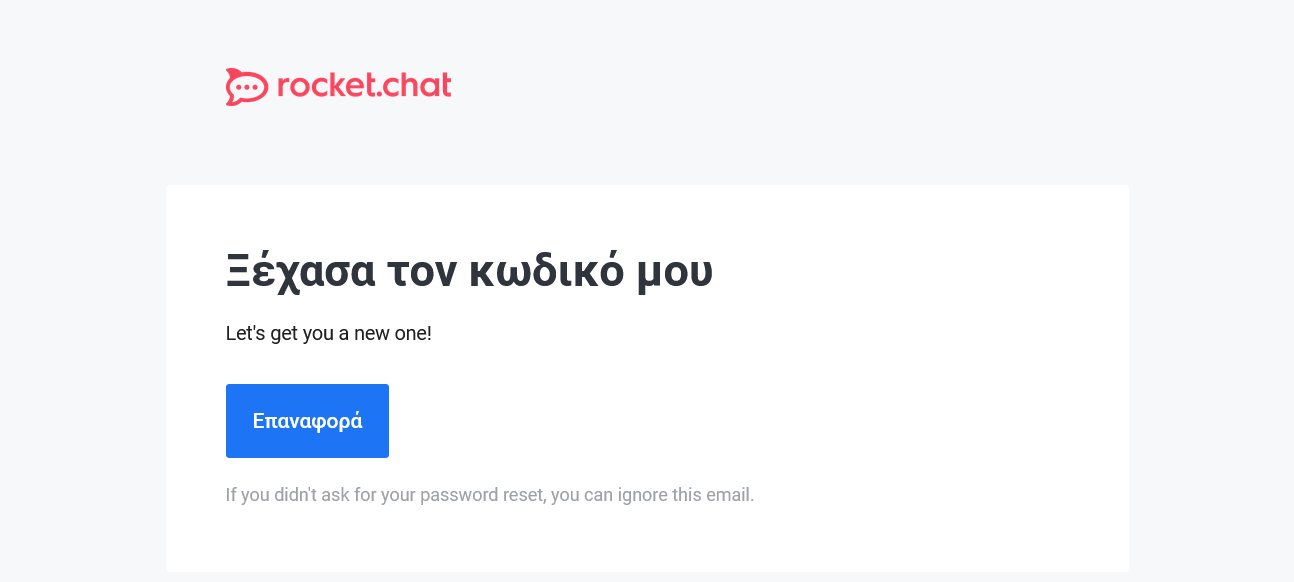 rocket.chat
Ξέχασα τον κωδικό μου
Let's get you a new one!
Επαναφορά
If you didn't ask for your password reset, you can ignore this email.